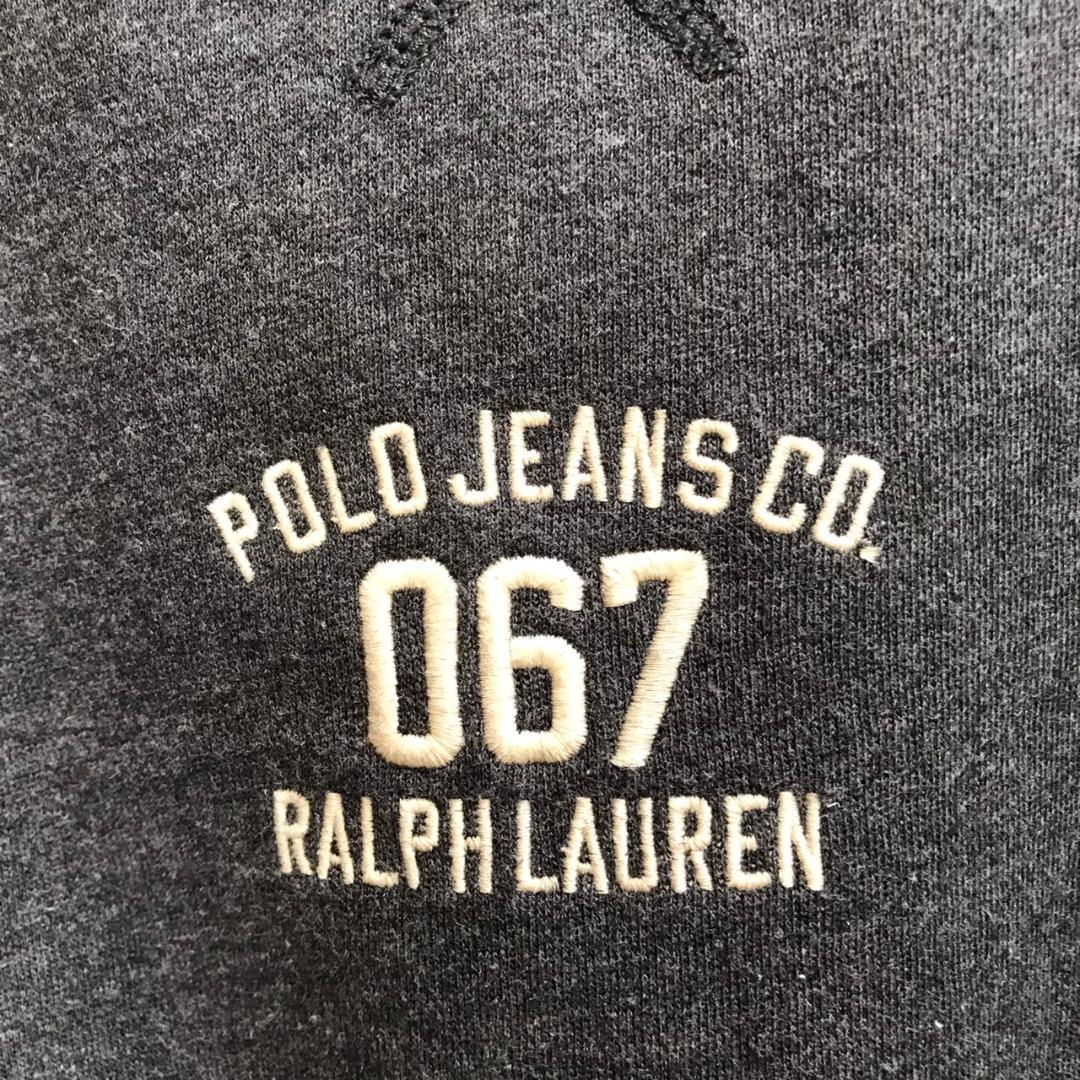 POLO JEANS CO.
067
RALPH LAUREN